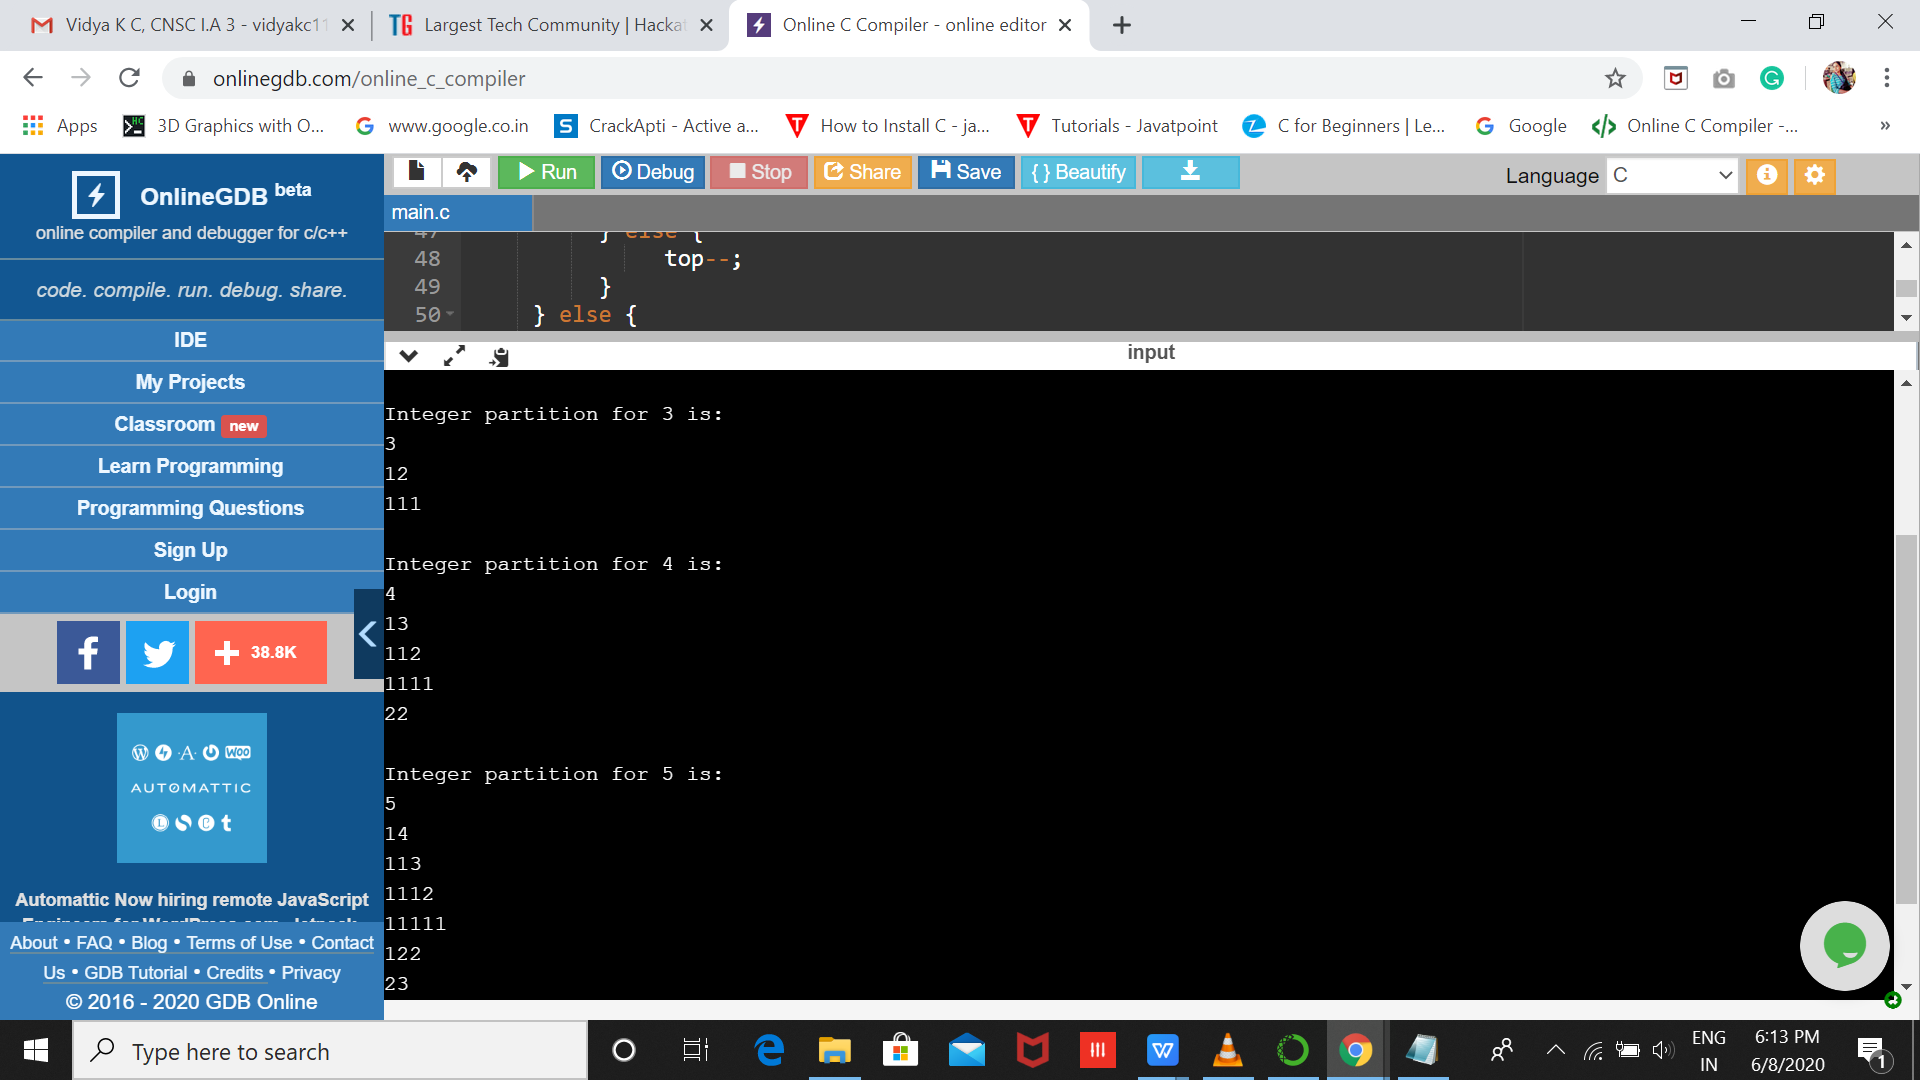 Vidya K C, CNSC I.A 3 - vidyakc11
Largest Tech Community | Hackat
Online C Compiler - online editor
onlinegdb.com/online_c_compiler
Apps
3D Graphics with O...
www.google.co.in
CrackApti - Active a...
How to Install C - ja...
Tutorials - Javatpoint
C for Beginners | Le...
Google
Online C Compiler -...
»
OnlineGDB beta
online compiler and debugger for c/c++
code. compile. run. debug. share.
IDE
My Projects
Classroom new
Learn Programming
Programming Questions
Sign Up
Login
38.8K
WOO
AUTOMATTIC
Automattic Now hiring remote JavaScript
About • FAQ • Blog • Terms of Use • Contact
Us • GDB Tutorial • Credits • Privacy
© 2016 - 2020 GDB Online
Run
Debug
Stop
Share
Save
{ } Beautify
Language C
main.c
47 } else {
48 top--;
49 }
50 } else {
input
Integer partition for 3 is:
3
12
111
Integer partition for 4 is:
4
13
112
1111
22
Integer partition for 5 is:
5
14
113
1112
11111
122
23
Type here to search
ENG
IN
6:13 PM
6/8/2020
1